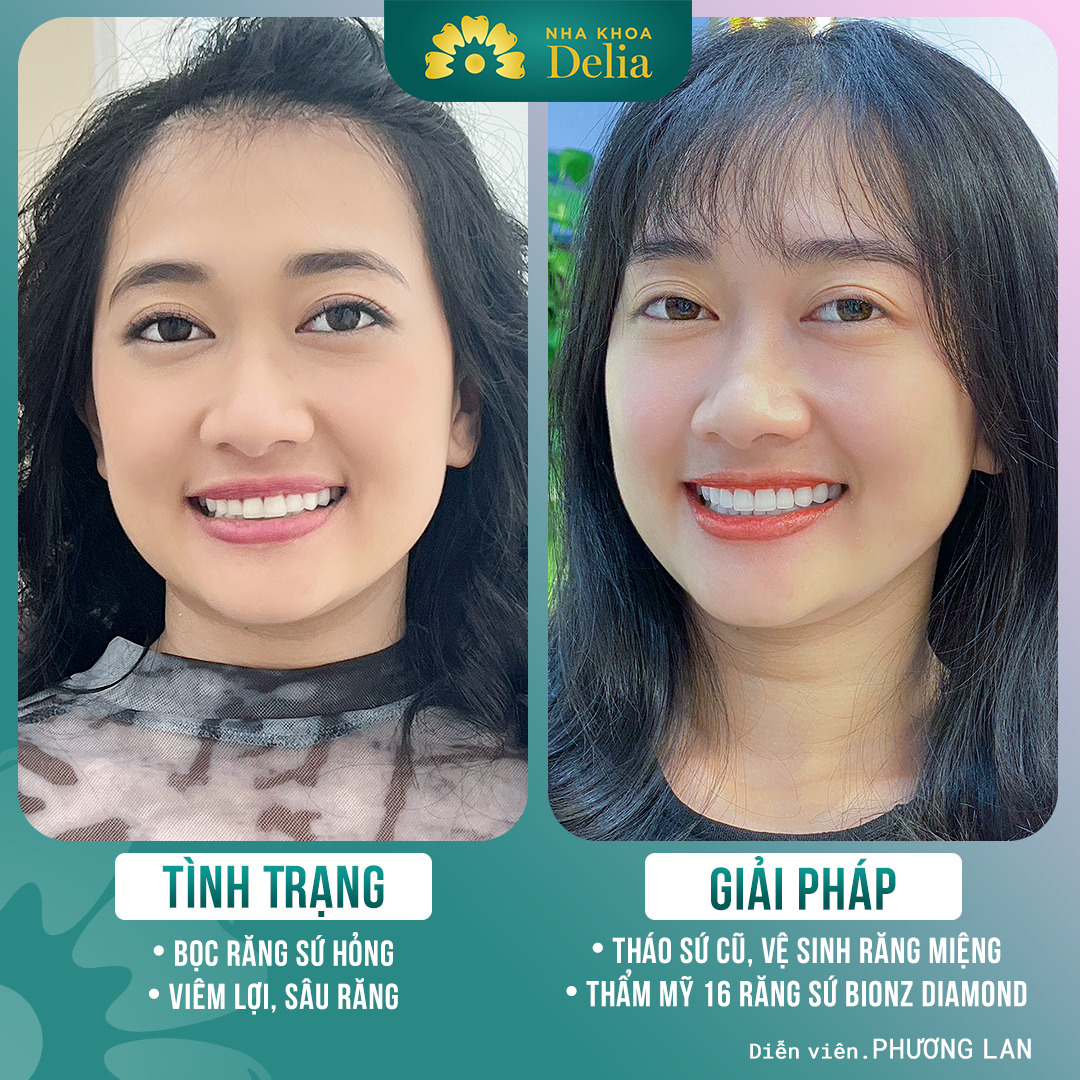 NHA KHOA
Delia
TÌNH TRẠNG
• BỌC RĂNG SỨ HỎNG
• VIÊM LỢI, SÂU RĂNG
GIẢI PHÁP
• THÁO SỨ CŨ, VỆ SINH RĂNG MIỆNG
• THẨM MỸ 16 RĂNG SỨ BIONZ DIAMOND
Diễn viên.PHƯƠNG LAN